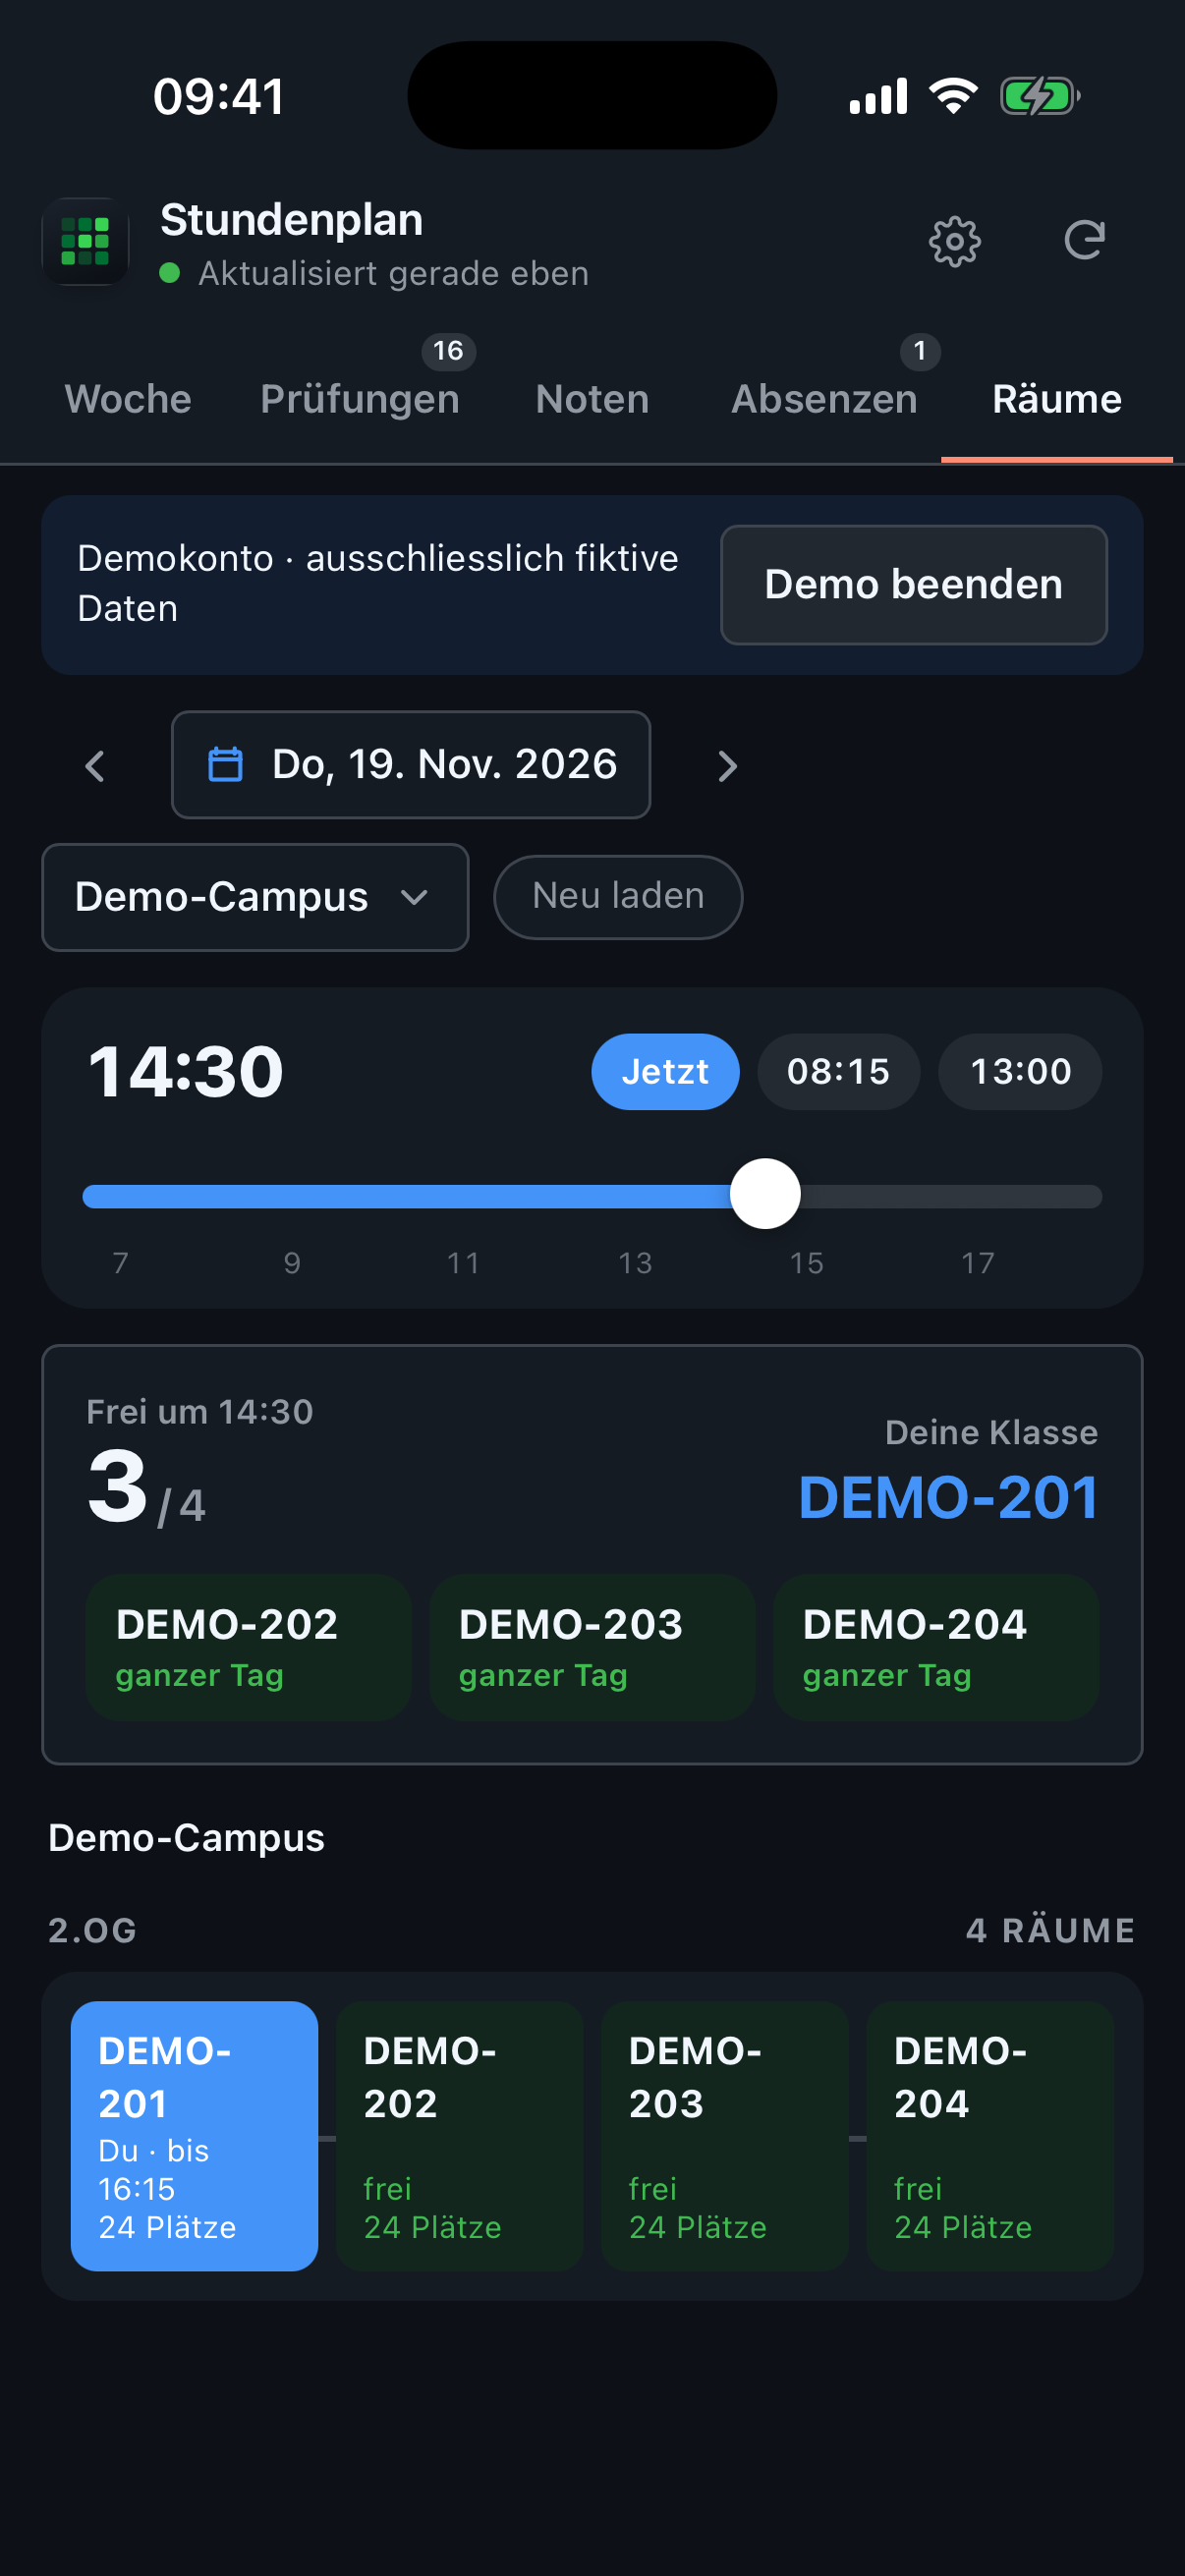 09:41
Stundenplan
Aktualisiert gerade eben
Woche
Prüfungen
16
Noten
Absenzen
1
Räume
Demokonto · ausschliesslich fiktive
Daten
Demo beenden
Do, 19. Nov. 2026
Demo-Campus
Neu laden
14:30
Jetzt
08:15
13:00
7 9 11 13 15 17
Frei um 14:30
3 / 4
Deine Klasse
DEMO-201
DEMO-202
ganzer Tag
DEMO-203
ganzer Tag
DEMO-204
ganzer Tag
Demo-Campus
2.OG
4 RÄUME
DEMO-
201
Du · bis
16:15
24 Plätze
DEMO-
202
frei
24 Plätze
DEMO-
203
frei
24 Plätze
DEMO-
204
frei
24 Plätze